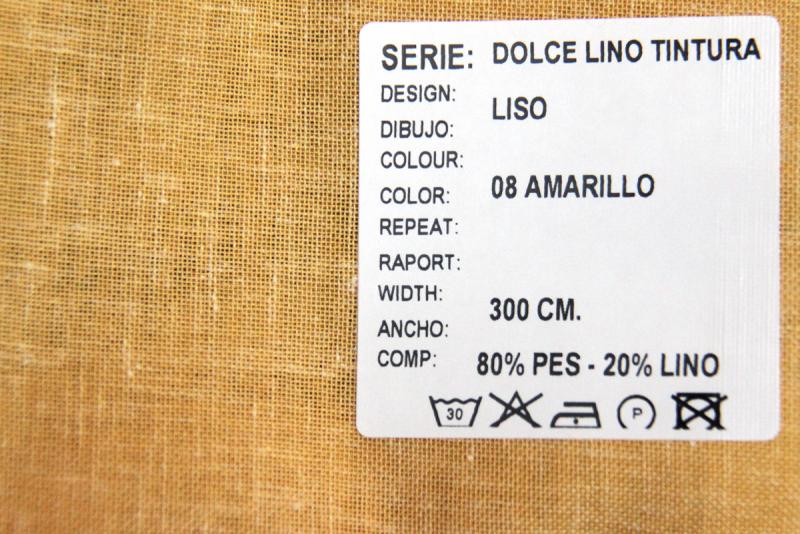 SERIE: DOLCE LINO TINTURA
DESIGN:
LISO
DIBUJO:
COLOUR:
08 AMARILLO
COLOR:
REPEAT:
RAPORT:
WIDTH:
300 CM.
ANCHO:
COMP: 80% PES - 20% LINO
30 P